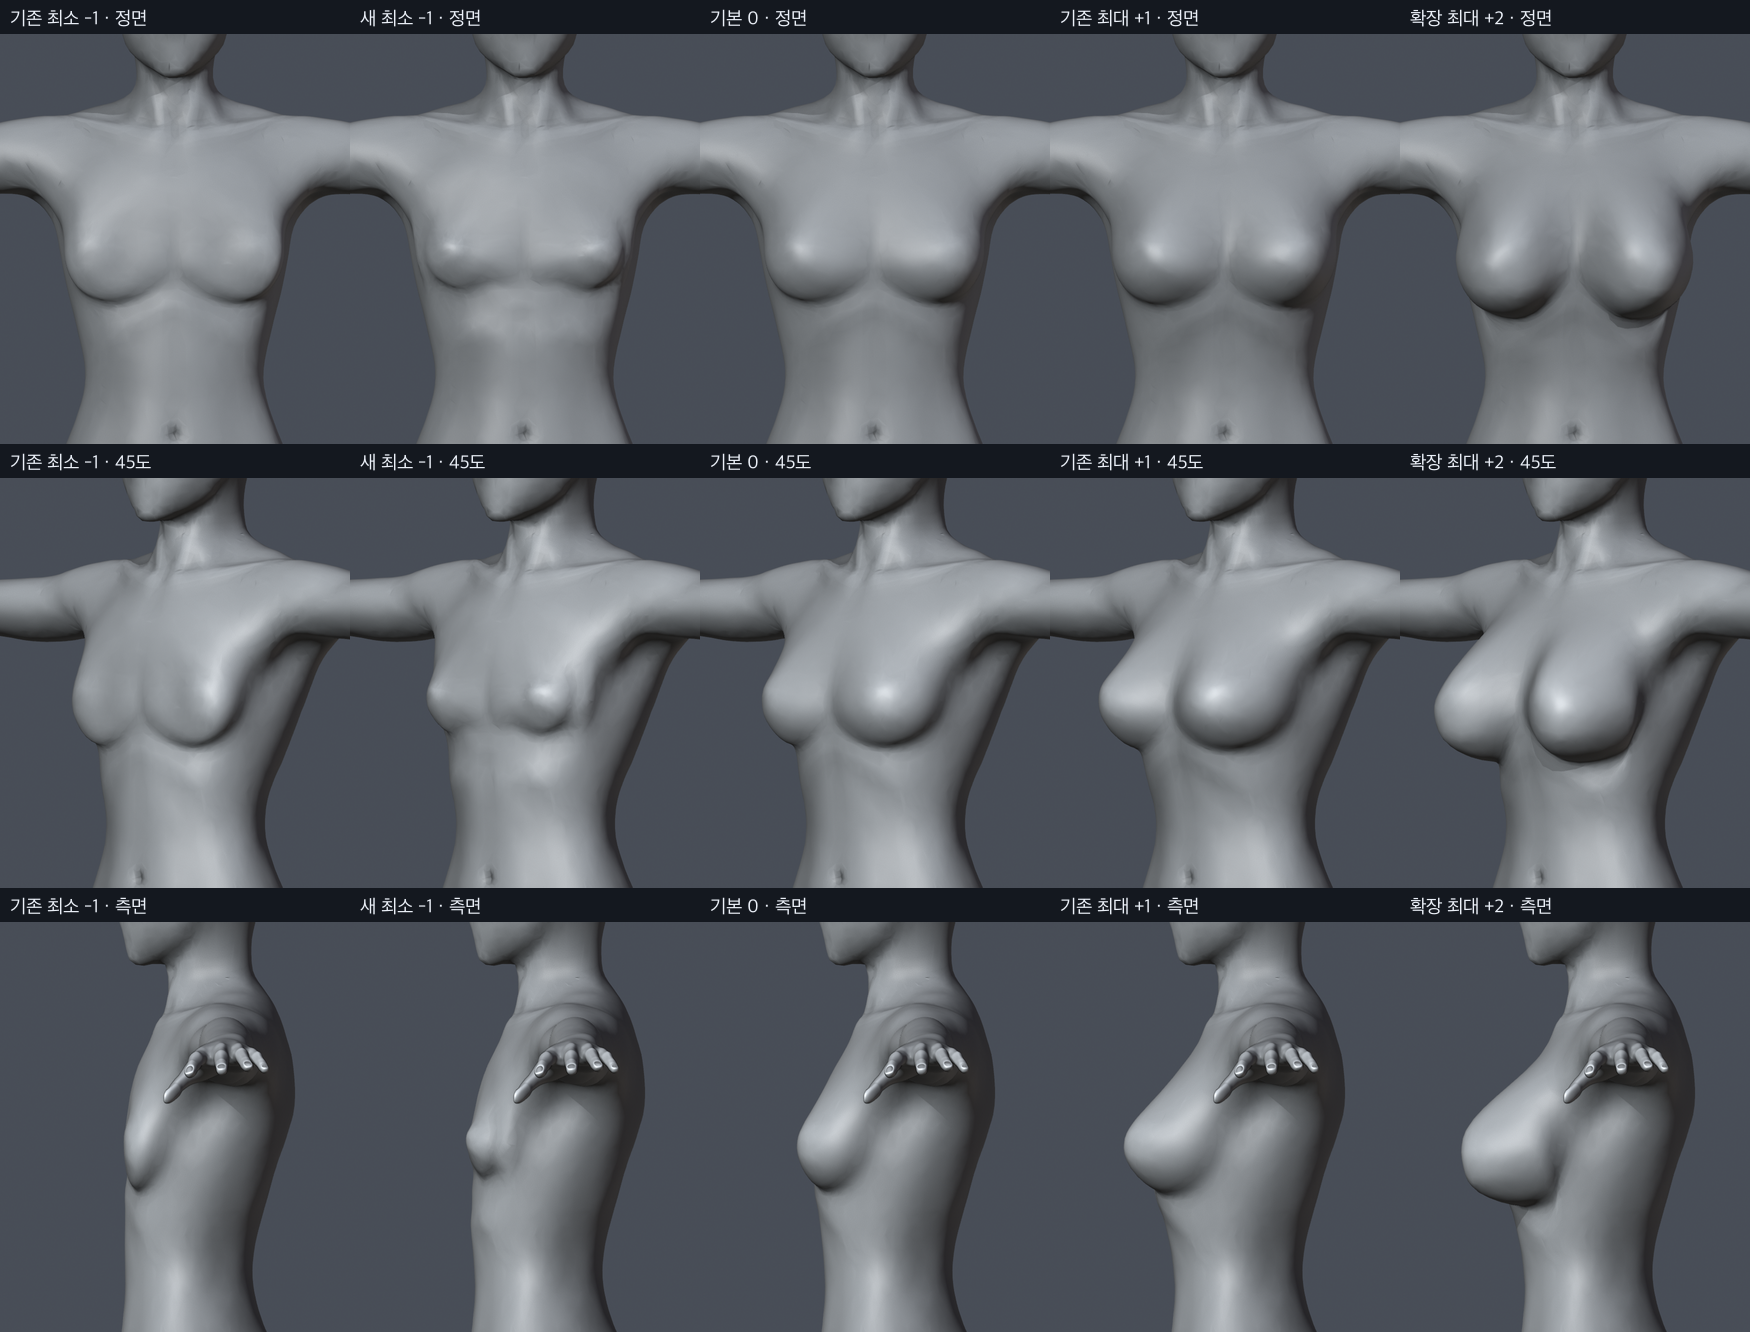 기존 최소 -1 · 정면
새 최소 -1 · 정면
기본 0 · 정면
기존 최대 +1 · 정면
확장 최대 +2 · 정면
기존 최소 -1 · 45도
새 최소 -1 · 45도
기본 0 · 45도
기존 최대 +1 · 45도
확장 최대 +2 · 45도
기존 최소 -1 · 측면
새 최소 -1 · 측면
기본 0 · 측면
기존 최대 +1 · 측면
확장 최대 +2 · 측면